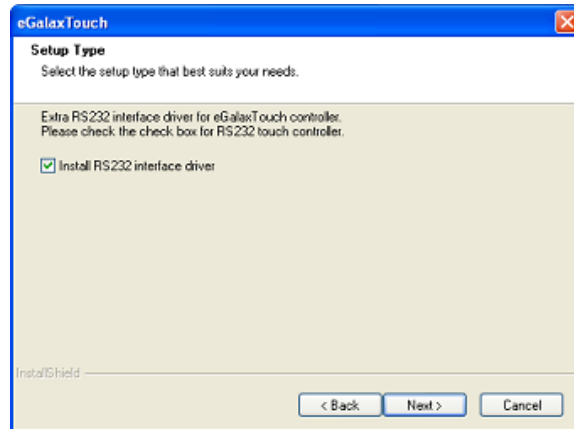 eGalaxTouch
Setup Type
Select the setup type that best suits your needs.
Extra RS232 interface driver for eGalaxTouch controller.
Please check the check box for RS232 touch controller.
Install RS232 interface driver
InstallShield
< Back Next > Cancel